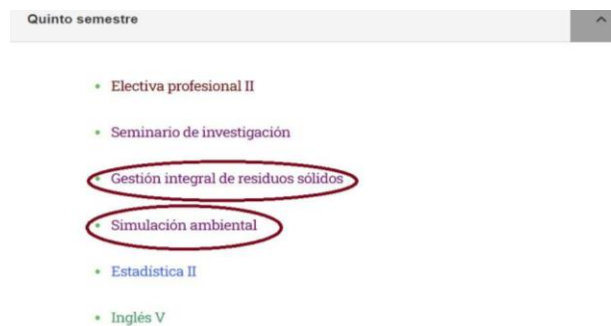 Quinto semestre
Electiva profesional II
Seminario de investigación
Gestión integral de residuos sólidos
Simulación ambiental
Estadística II
Inglés V